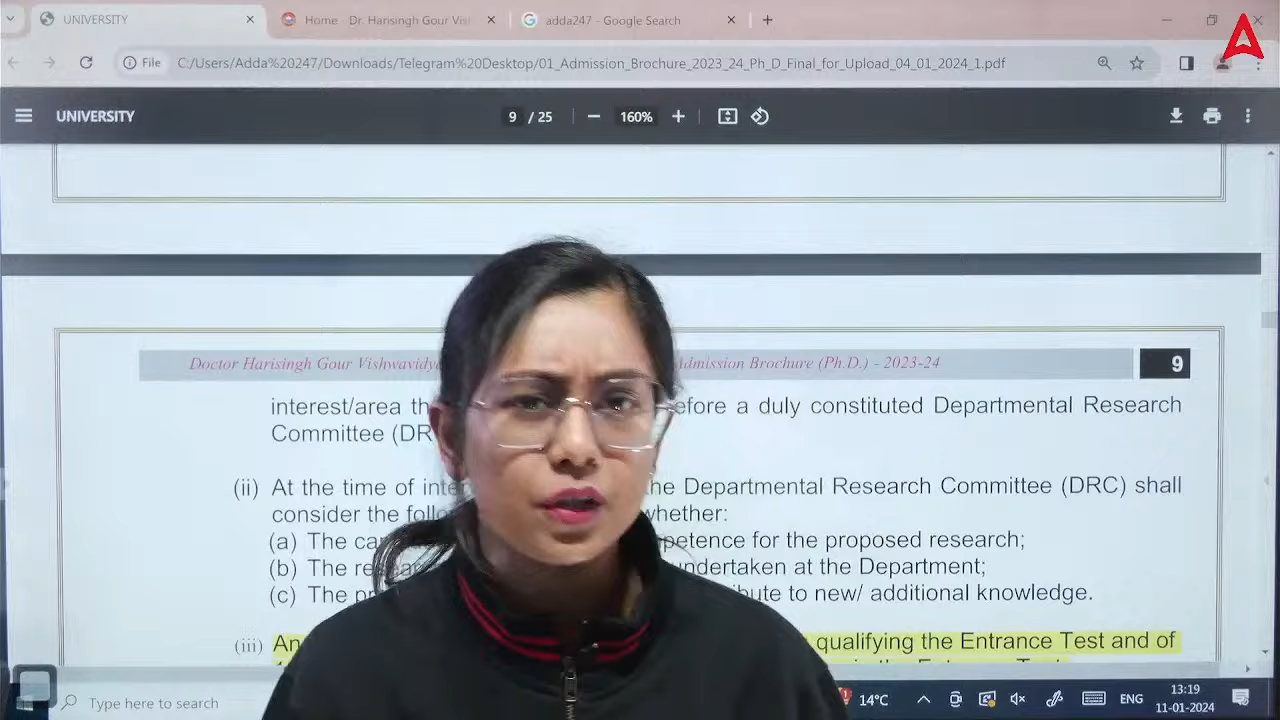 UNIVERSITY
Home - Dr. Harisingh Gour Vis
adda247 - Google Search
File
C:/Users/Adda%20247/Downloads/Telegram%20Desktop/01_Admission_Brochure_2023_24_Ph_D_Final_for_Upload_04_01_2024_1.pdf
UNIVERSITY
9 / 25
160%
Doctor Harisingh Gour Vishwavidy
dmission Brochure (Ph.D.) - 2023-24
9
interest/area th efore a duly constituted Departmental Research
Committee (DR
(ii) At the time of inter he Departmental Research Committee (DRC) shall
consider the follo whether:
(a) The ca petence for the proposed research;
(b) The re undertaken at the Department;
(c) The pr bute to new/ additional knowledge.
(iii) An qualifying the Entrance Test and of
Type here to search
14°C
ENG
13:19
11-01-2024